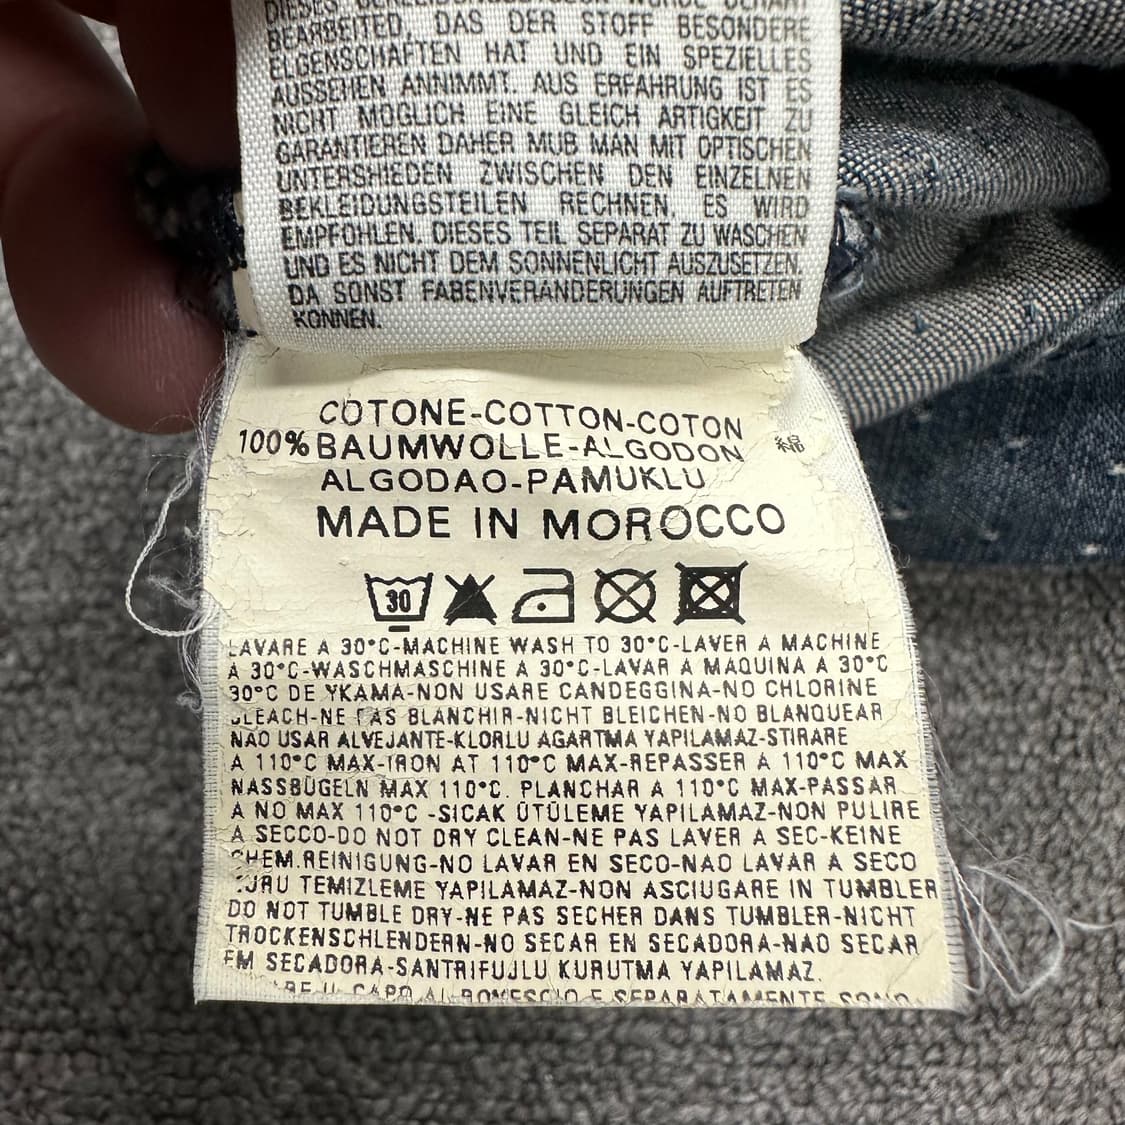 BEARBEITED, DAS DER STOFF BESONDERE
ELGENSCHAFTEN HAT UND EIN SPEZIELLES
AUSSEHEN ANNIMMT. AUS ERFAHRUNG IST ES
NICHT MOGLICH EINE GLEICH ARTIGKEIT ZU
GARANTIEREN DAHER MUB MAN MIT OPTISCHEN
UNTERSHIEDEN ZWISCHEN DEN EINZELNEN
BEKLEIDUNGSTEILEN RECHNEN. ES WIRD
EMPFOHLEN. DIESES TEIL SEPARAT ZU WASCHEN
UND ES NICHT DEM SONNENLICHT AUSZUSETZEN.
DA SONST FABENVERANDERUNGEN AUFTRETEN
KONNEN.
COTONE-COTTON-COTON
100% BAUMWOLLE-ALGODON 綿
ALGODAO-PAMUKLU
MADE IN MOROCCO
30
LAVARE A 30°C-MACHINE WASH TO 30°C-LAVER A MACHINE
A 30°C-WASCHMASCHINE A 30°C-LAVAR A MAQUINA A 30°C
30°C DE YKAMA-NON USARE CANDEGGINA-NO CHLORINE
BLEACH-NE PAS BLANCHIR-NICHT BLEICHEN-NO BLANQUEAR
NAO USAR ALVEJANTE-KLORLU AGARTMA YAPILAMAZ-STIRARE
A 110°C MAX-IRON AT 110°C MAX-REPASSER A 110°C MAX
NASSBÜGELN MAX 110°C. PLANCHAR A 110°C MAX-PASSAR
A NO MAX 110°C -SICAK ÜTÜLEME YAPILAMAZ-NON PULIRE
A SECCO-DO NOT DRY CLEAN-NE PAS LAVER A SEC-KEINE
CHEM.REINIGUNG-NO LAVAR EN SECO-NAO LAVAR A SECO
KURU TEMIZLEME YAPILAMAZ-NON ASCIUGARE IN TUMBLER
DO NOT TUMBLE DRY-NE PAS SECHER DANS TUMBLER-NICHT
TROCKENSCHLENDERN-NO SECAR EN SECADORA-NAO SECAR
EM SECADORA-SANTRIFUJLU KURUTMA YAPILAMAZ.
IL CAPO AL ROVESCIO E SEPARATAMENTE